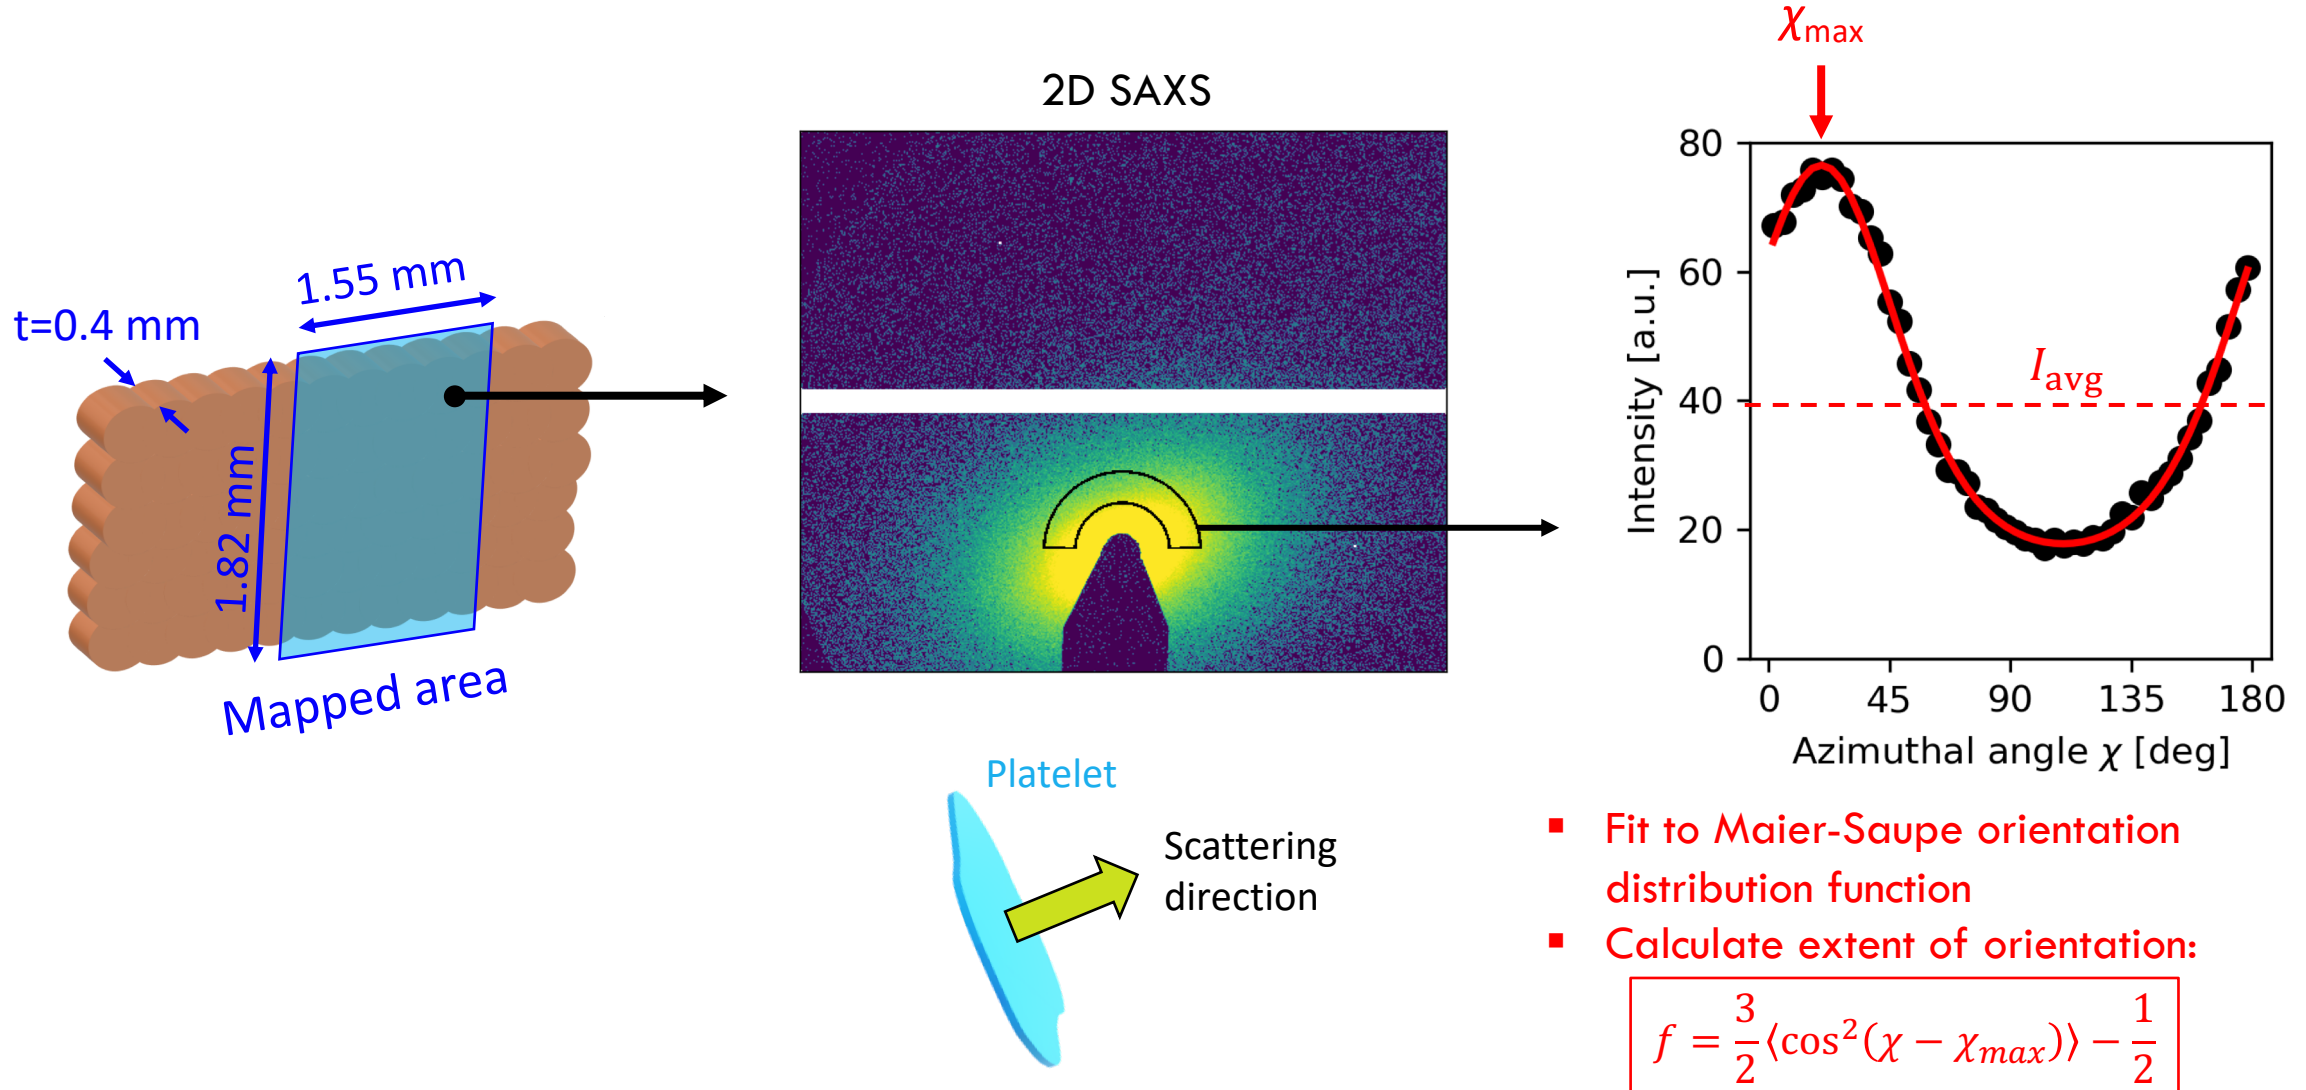 t=0.4 mm
1.55 mm
1.82 mm
Mapped area
2D SAXS
Platelet
Scattering
direction
χmax
80
60
40
20
0
Intensity [a.u.]
Iavg
0 45 90 135 180
Azimuthal angle χ [deg]
▪ Fit to Maier-Saupe orientation
distribution function
▪ Calculate extent of orientation:
f = 3/2 ⟨cos²(χ − χmax)⟩ − 1/2